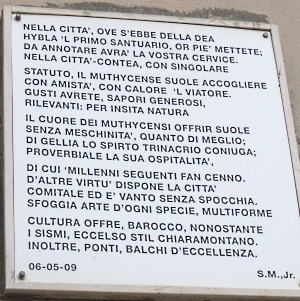 NELLA CITTA', OVE S'EBBE DELLA DEA
HYBLA 'L PRIMO SANTUARIO, OR PIE' METTETE;
DA ANNOTARE AVRA' LA VOSTRA CERVICE.
NELLA CITTA'-CONTEA, CON SINGOLARE
STATUTO, IL MUTHYCENSE SUOLE ACCOGLIERE
CON AMISTA', CON CALORE 'L VIATORE.
GUSTI AVRETE, SAPORI GENEROSI,
RILEVANTI: PER INSITA NATURA
IL CUORE DEI MUTHYCENSI OFFRIR SUOLE
SENZA MESCHINITA', QUANTO DI MEGLIO;
DI GELLIA LO SPIRTO TRINACRIO CONIUGA;
PROVERBIALE LA SUA OSPITALITA',
DI CUI 'MILLENNI SEGUENTI FAN CENNO.
D'ALTRE VIRTU' DISPONE LA CITTA'
COMITALE ED E' VANTO SENZA SPOCCHIA.
SFOGGIA ARTE D'OGNI SPECIE, MULTIFORME
CULTURA OFFRE, BAROCCO, NONOSTANTE
I SISMI, ECCELSO STIL CHIARAMONTANO.
INOLTRE, PONTI, BALCHI D'ECCELLENZA.
06-05-09
S.M.,Jr.